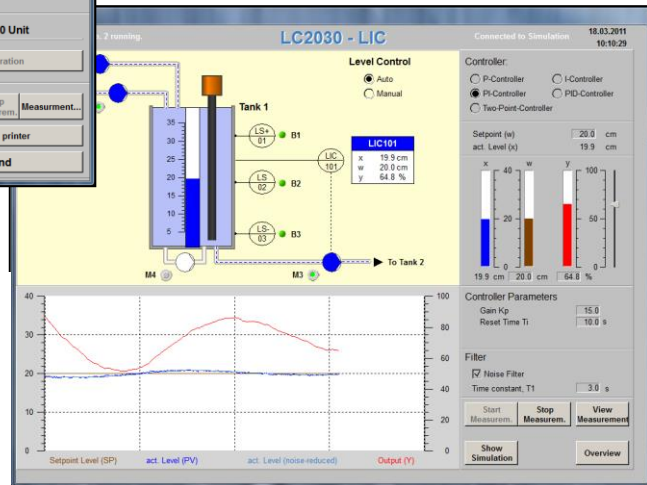 0 Unit
ration
p
rem.
Measurment...
printer
nd
2 running.
LC2030 - LIC
Connected to Simulation
18.03.2011
10:10:29
Level Control
Auto
Manual
Tank 1
35
30
25
20
15
10
5
LS+
01
B1
LS
02
B2
LS-
03
B3
LIC
101
LIC101
x 19.9 cm
w 20.0 cm
y 64.8 %
M4
M3
To Tank 2
Controller:
P-Controller
I-Controller
PI-Controller
PID-Controller
Two-Point-Controller
Setpoint (w) 20.0 cm
act. Level (x) 19.9 cm
x w y
40
20
0
100
50
0
19.9 cm 20.0 cm 64.8 %
Controller Parameters
Gain Kp 15.0
Reset Time Ti 10.0 s
Filter
Noise Filter
Time constant, T1 3.0 s
Start
Measurem.
Stop
Measurem.
View
Measurement
Show
Simulation
Overview
40
30
20
10
0
100
80
60
40
20
0
Setpoint Level (SP)
act. Level (PV)
act. Level (noise-reduced)
Output (Y)